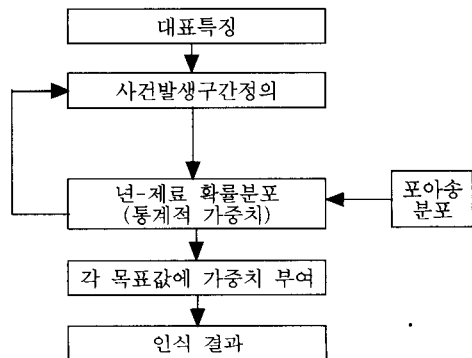 대표특징
사건발생구간정의
년-제료 확률분포
(통계적 가중치)
포아송
분포
각 목표값에 가중치 부여
인식 결과